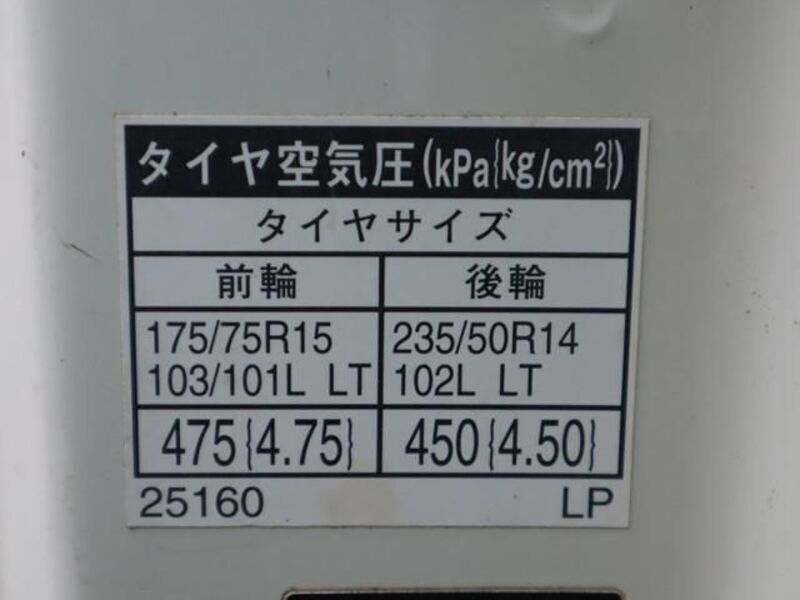 タイヤ空気圧(kPa{kg/cm²})
タイヤサイズ
前輪 後輪
175/75R15 235/50R14
103/101L LT 102L LT
475{4.75} 450{4.50}
25160 LP